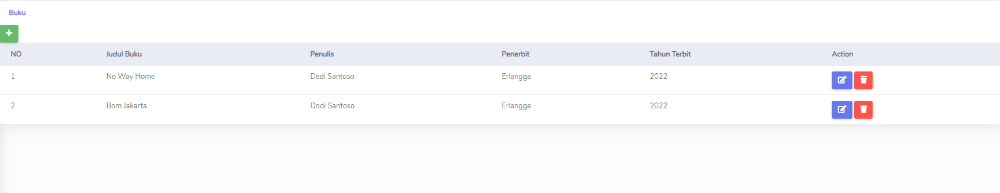 Buku
NO Judul Buku Penulis Penerbit Tahun Terbit Action
1 No Way Home Dedi Santoso Erlangga 2022
2 Bom Jakarta Dodi Santoso Erlangga 2022